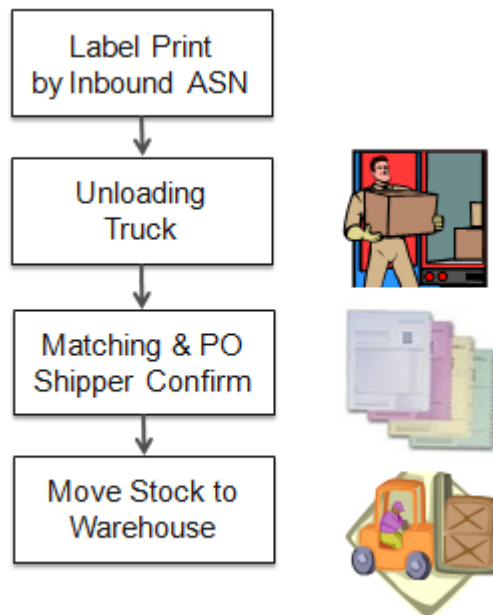 Label Print
by Inbound ASN
Unloading
Truck
Matching & PO
Shipper Confirm
Move Stock to
Warehouse